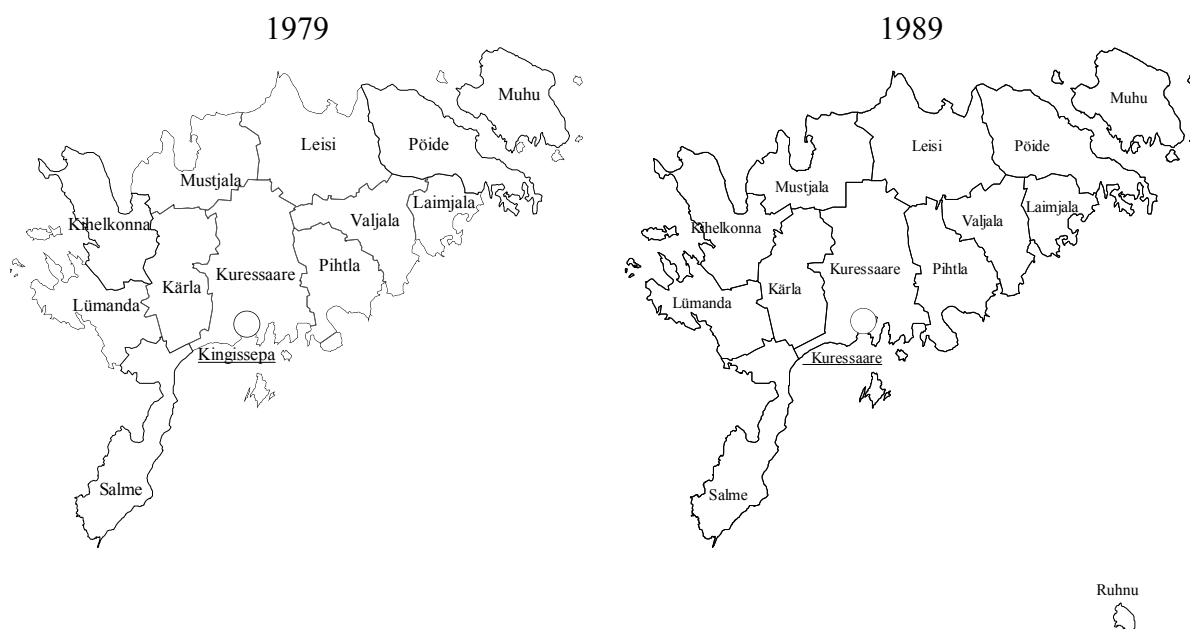 1979
Muhu
Leisi
Pöide
Mustjala
Laimjala
Valjala
Kihelkonna
Pihtla
Kuressaare
Kärla
Lümanda
Kingissepa
Salme
1989
Muhu
Leisi
Pöide
Mustjala
Laimjala
Valjala
Kihelkonna
Kuressaare
Pihtla
Kärla
Lümanda
Kuressaare
Salme
Ruhnu